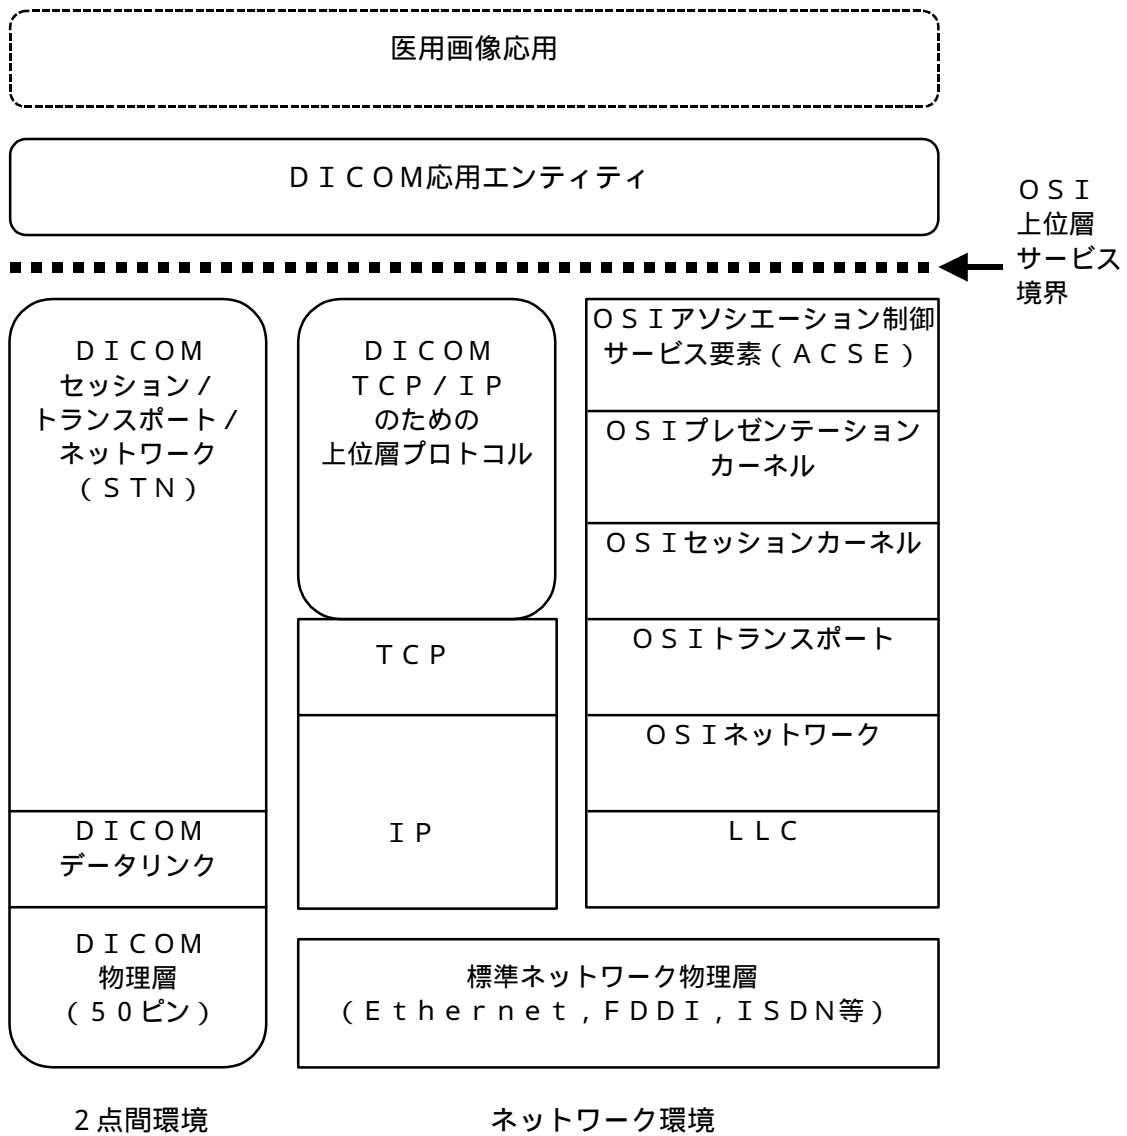 医用画像応用
ＤＩＣＯＭ応用エンティティ
ＯＳＩ
上位層
サービス
境界
ＤＩＣＯＭ
セッション／
トランスポート／
ネットワーク
（ＳＴＮ）
ＤＩＣＯＭ
データリンク
ＤＩＣＯＭ
物理層
（５０ピン）
ＤＩＣＯＭ
ＴＣＰ／ＩＰ
のための
上位層プロトコル
ＴＣＰ
ＩＰ
ＯＳＩアソシエーション制御
サービス要素（ＡＣＳＥ）
ＯＳＩプレゼンテーション
カーネル
ＯＳＩセッションカーネル
ＯＳＩトランスポート
ＯＳＩネットワーク
ＬＬＣ
標準ネットワーク物理層
（Ｅｔｈｅｒｎｅｔ，ＦＤＤＩ，ＩＳＤＮ等）
２点間環境
ネットワーク環境